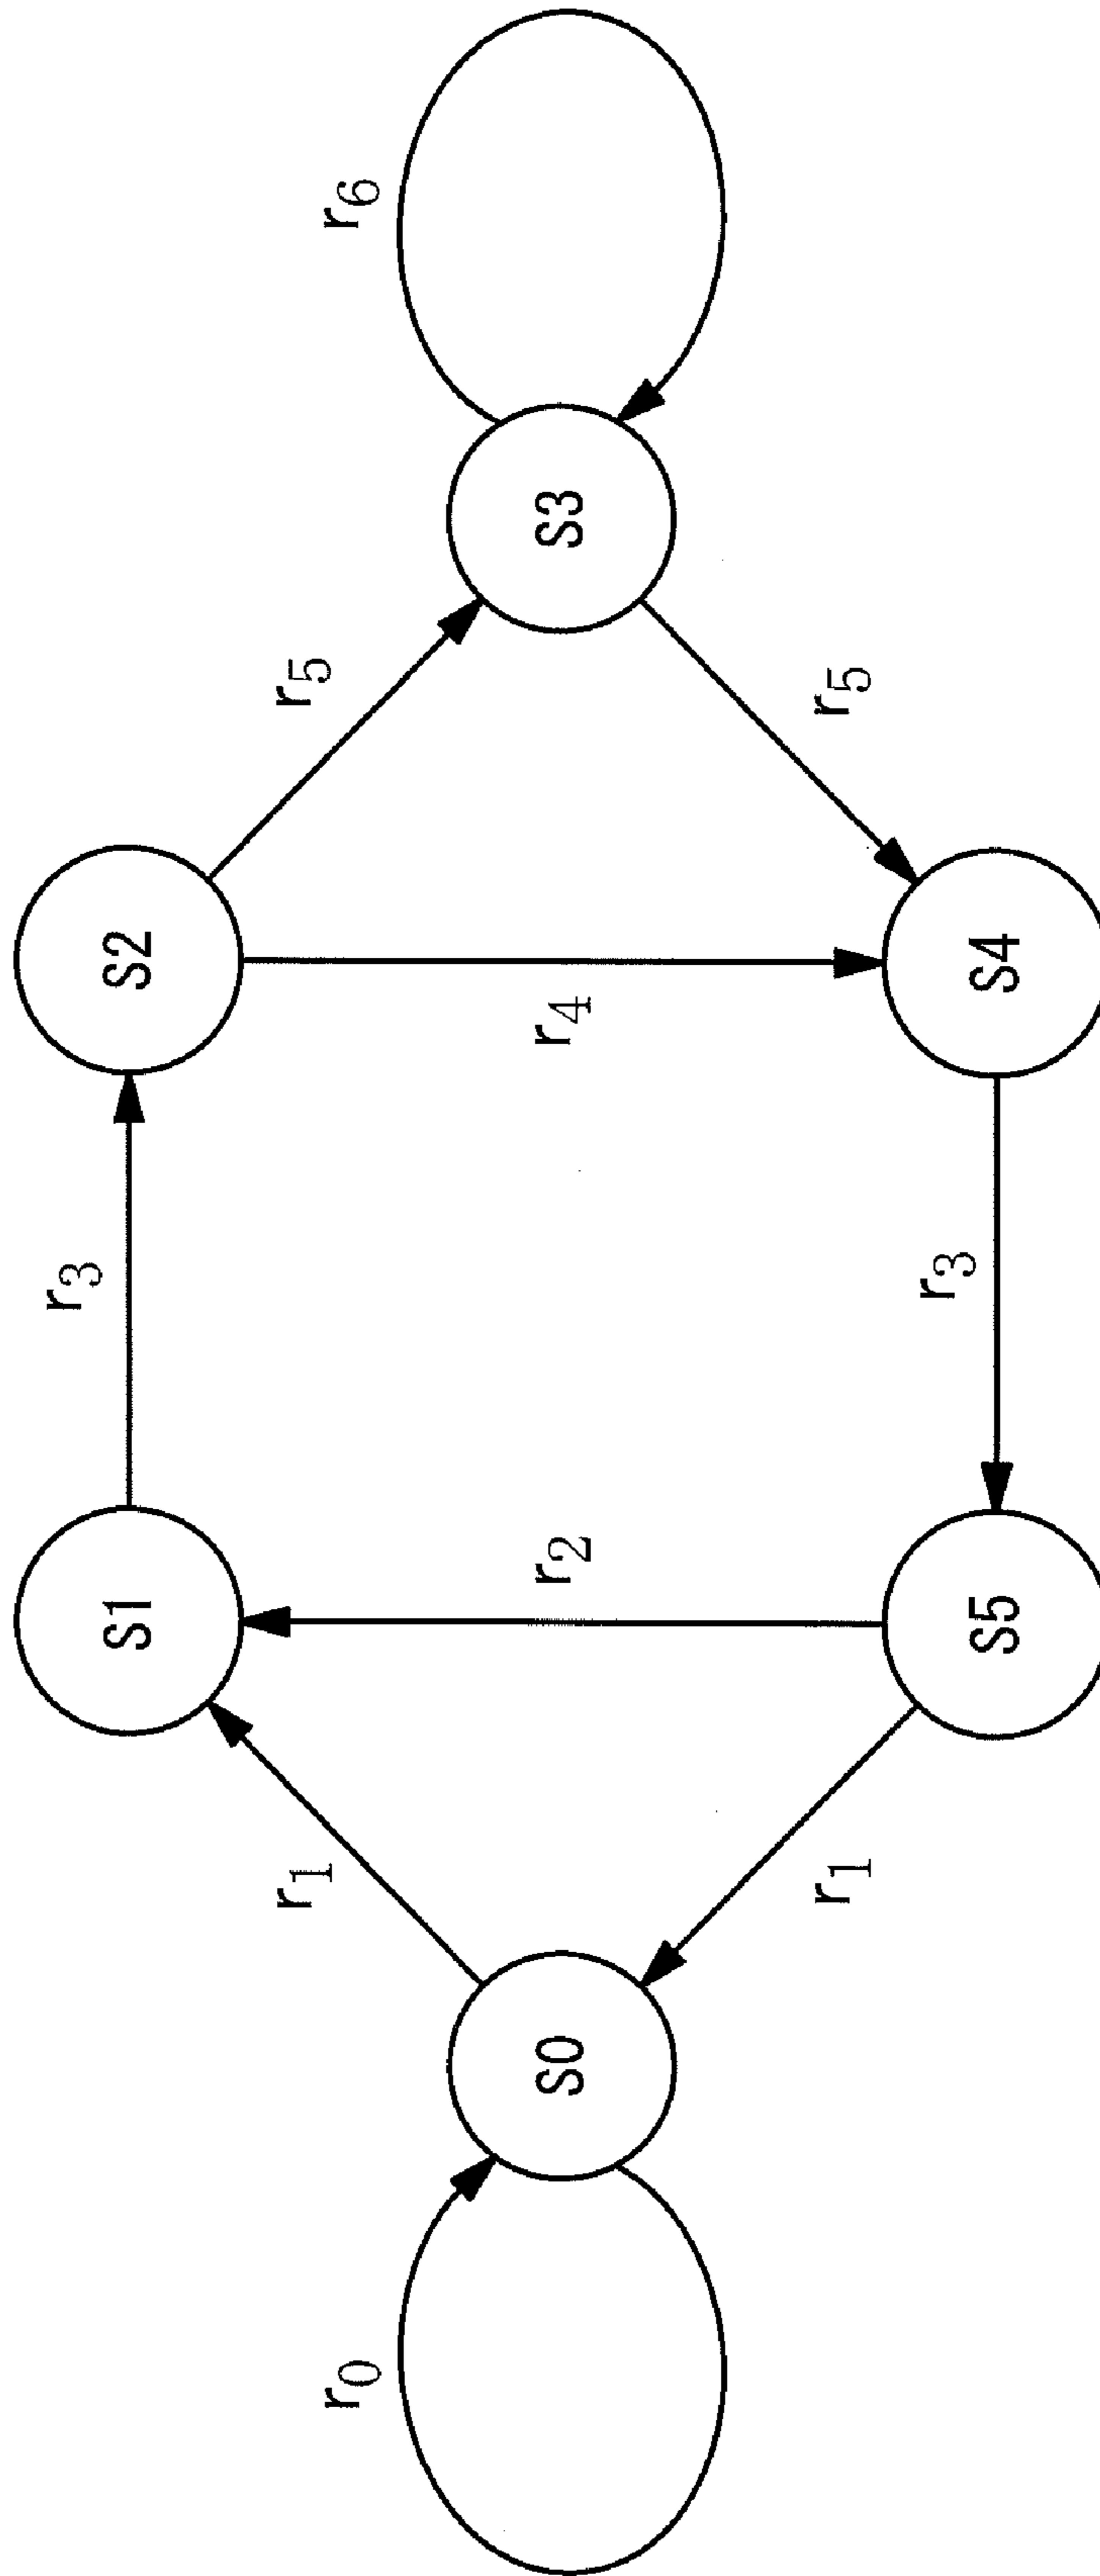 r₃
S1
S2
r₁
r₅
r₀
r₆
r₂
r₄
S0
S3
r₁
r₅
r₃
S5
S4